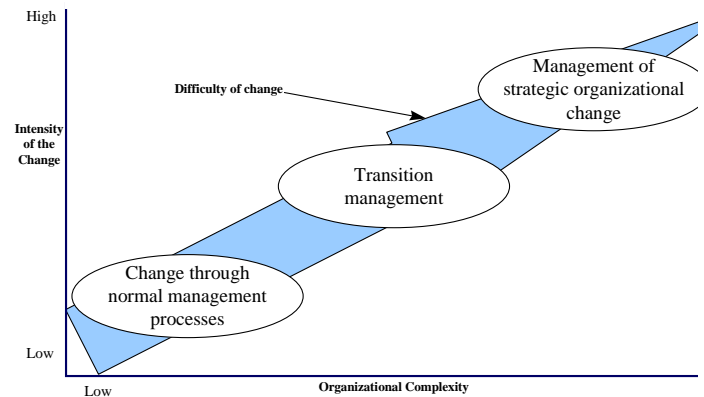 High
Management of
strategic organizational
change
Difficulty of change
Intensity
of the
Change
Transition
management
Change through
normal management
processes
Low
Low
Organizational Complexity